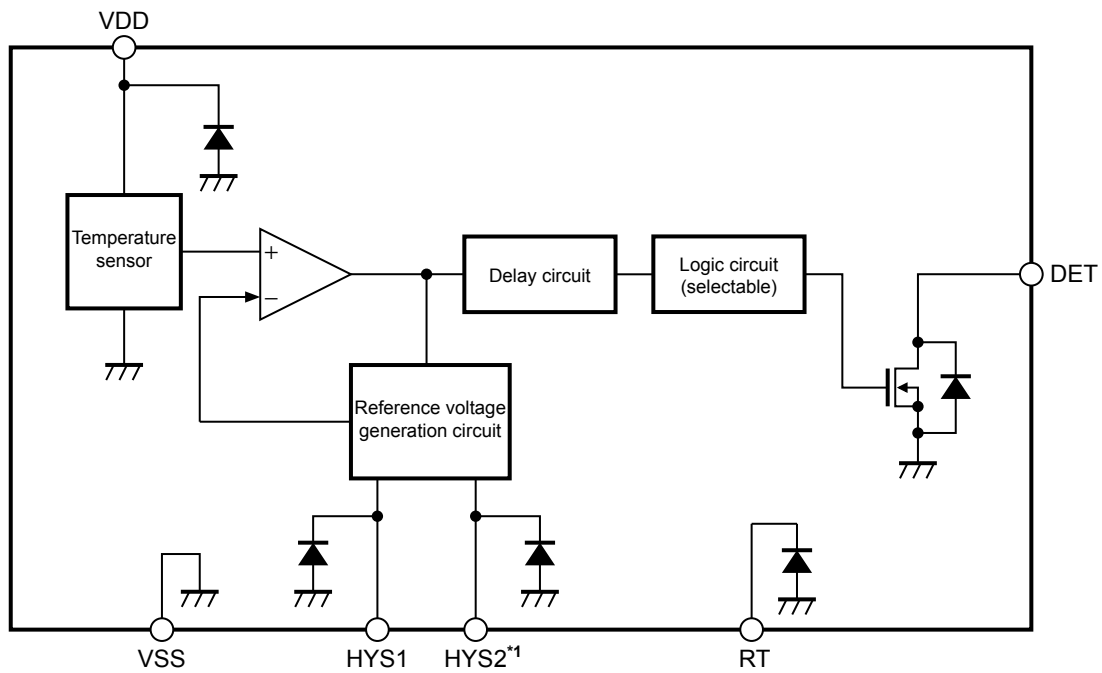 VDD
Temperature
sensor
+
−
Delay circuit
Logic circuit
(selectable)
DET
Reference voltage
generation circuit
VSS
HYS1
HYS2*1
RT